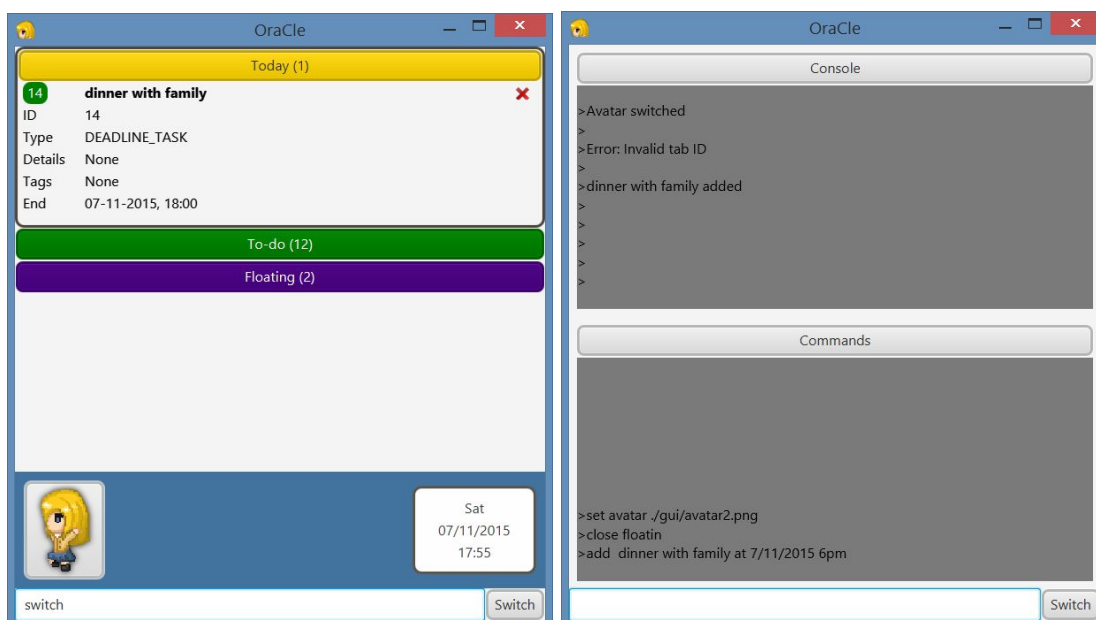 OraCle
Today (1)
14 dinner with family
ID 14
Type DEADLINE_TASK
Details None
Tags None
End 07-11-2015, 18:00
To-do (12)
Floating (2)
Sat
07/11/2015
17:55
switch Switch
OraCle
Console
>Avatar switched
>
>Error: Invalid tab ID
>
>dinner with family added
>
>
>
>
>
Commands
>set avatar ./gui/avatar2.png
>close floatin
>add  dinner with family at 7/11/2015 6pm
Switch